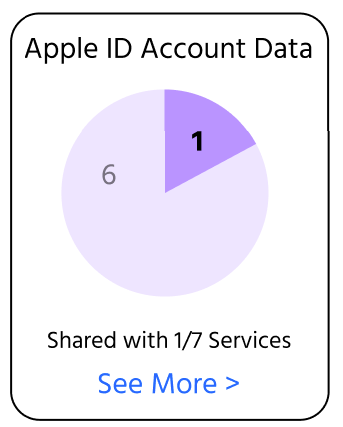 Apple ID Account Data
1
6
Shared with 1/7 Services
See More >